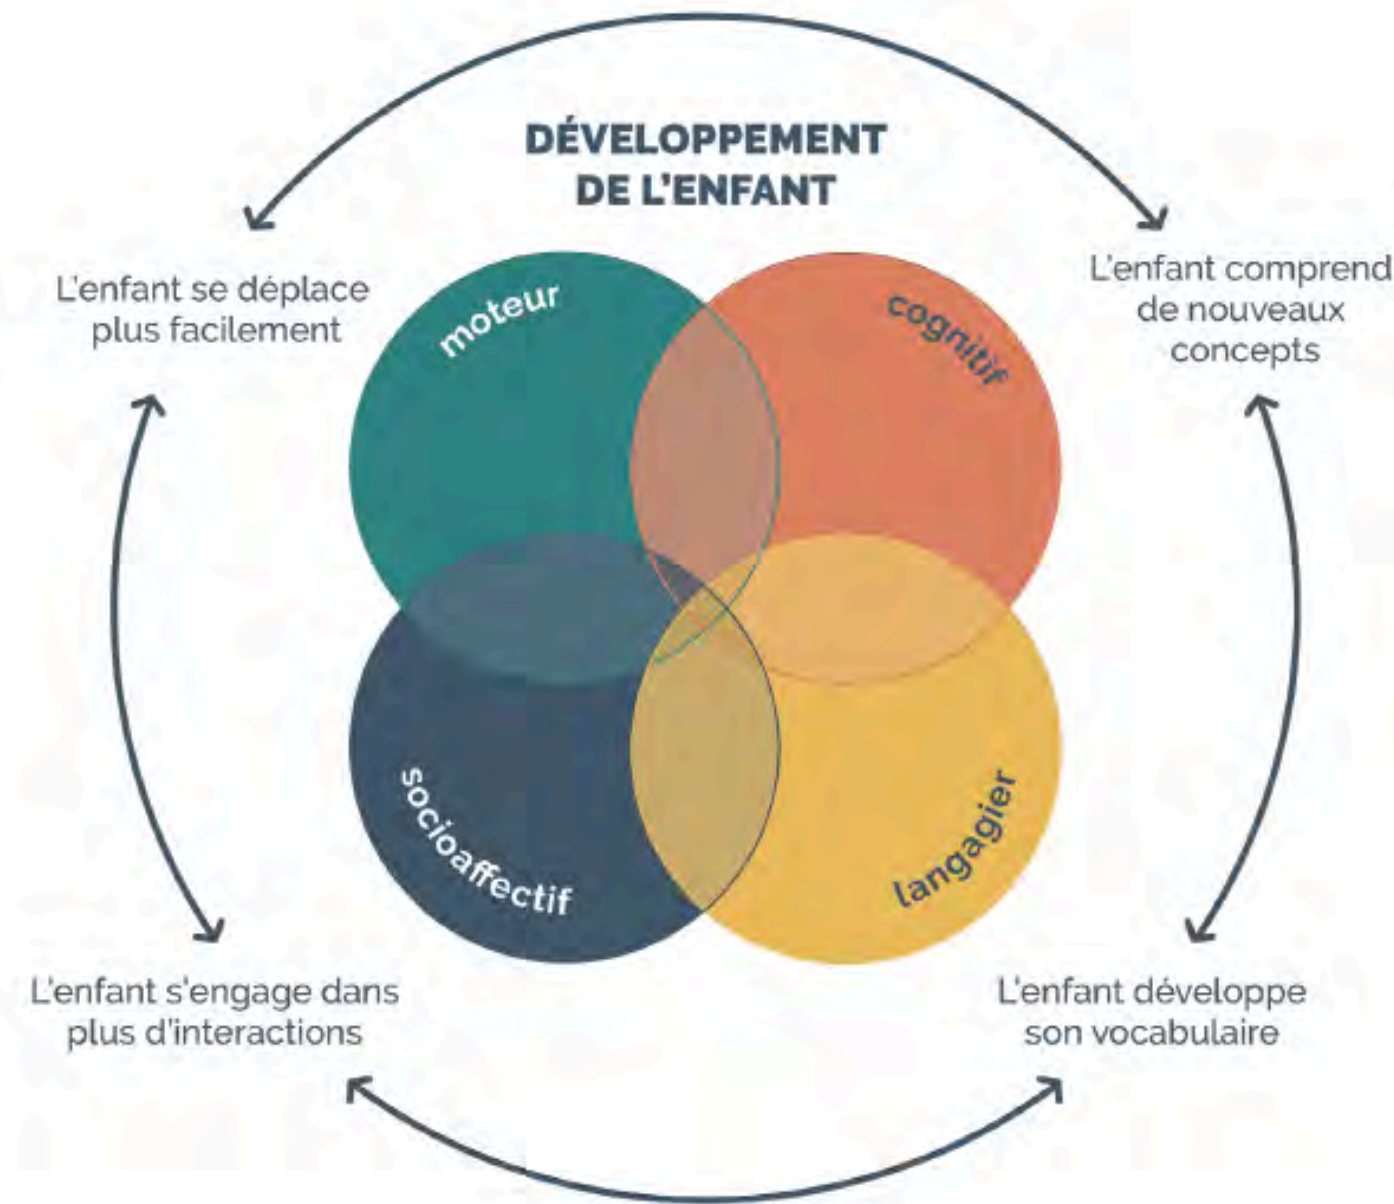 DÉVELOPPEMENT
DE L'ENFANT
L'enfant se déplace
plus facilement
L'enfant comprend
de nouveaux
concepts
moteur
cognitif
socioaffectif
langagier
L'enfant s'engage dans
plus d'interactions
L'enfant développe
son vocabulaire